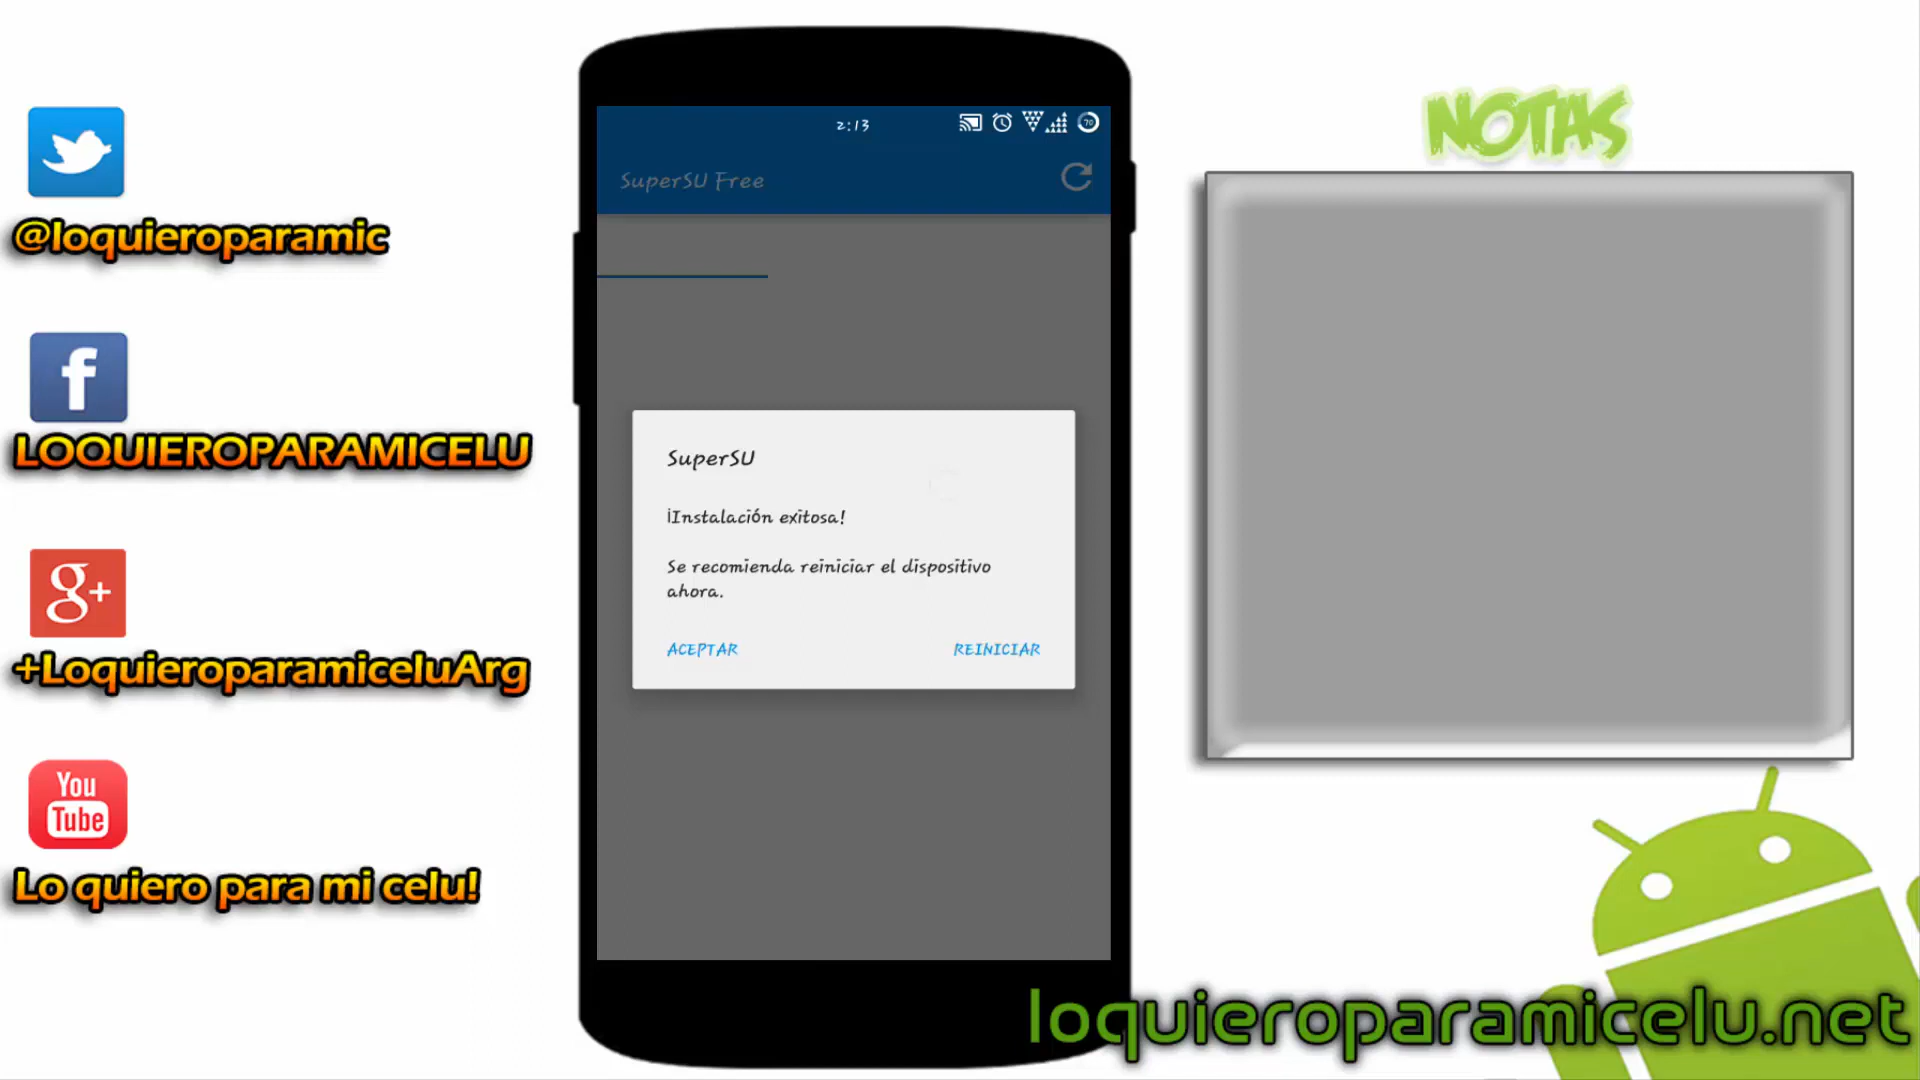 @loquieroparamic
f
LOQUIEROPARAMICELU
g+
+LoquieroparamiceluArg
You
Tube
Lo quiero para mi celu!
2:13
70
SuperSU Free
SuperSU
¡Instalación exitosa!
Se recomienda reiniciar el dispositivo
ahora.
ACEPTAR REINICIAR
NOTAS
loquieroparamicelu.net